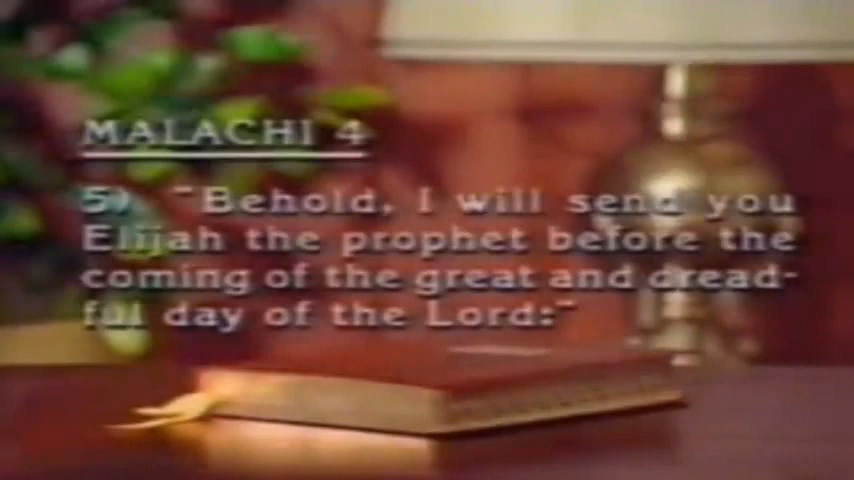 MALACHI 4
5) "Behold, I will send you
Elijah the prophet before the
coming of the great and dread-
ful day of the Lord:"